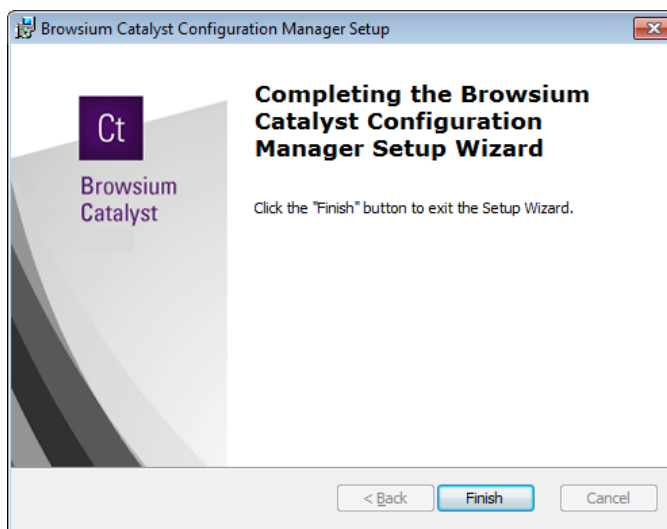 Browsium Catalyst Configuration Manager Setup
Ct
Browsium
Catalyst
Completing the Browsium
Catalyst Configuration
Manager Setup Wizard
Click the "Finish" button to exit the Setup Wizard.
< Back
Finish
Cancel